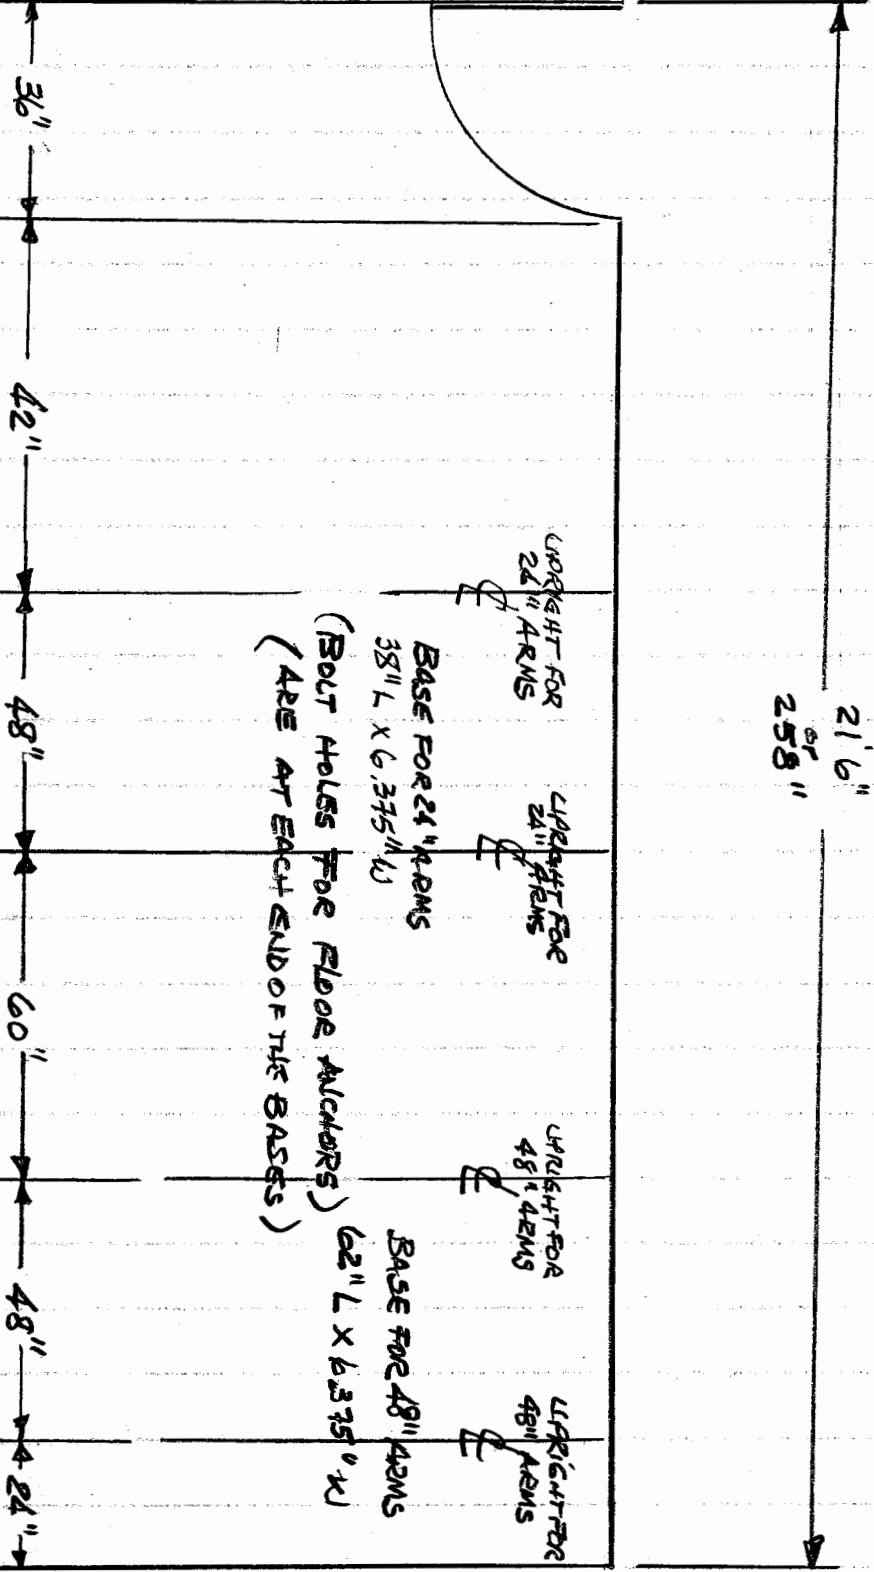 21'6"
or
258"
UPRIGHT FOR
24" ARMS
UPRIGHT FOR
24" ARMS
UPRIGHT FOR
48" ARMS
UPRIGHT FOR
48" ARMS
℄
℄
℄
℄
BASE FOR 24" ARMS
38"L X 6.375"W
(BOLT HOLES FOR FLOOR ANCHORS)
(ARE AT EACH END OF THE BASES)
BASE FOR 48" ARMS
62"L X 6.375"W
36"
42"
48"
60"
48"
24"